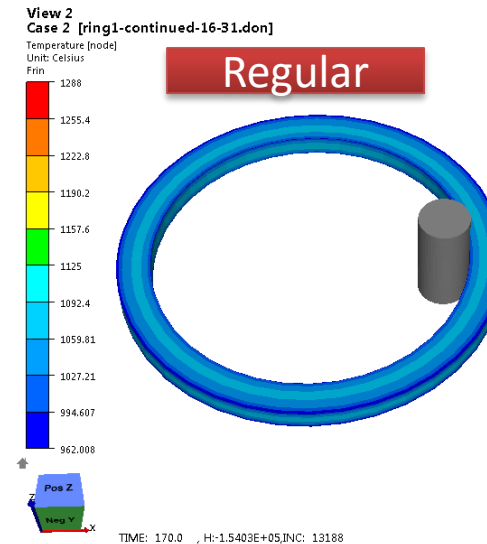 View 2
Case 2 [ring1-continued-16-31.don]
Temperature [node]
Unit: Celsius
Frin
Regular
1288
1255.4
1222.8
1190.2
1157.6
1125
1092.4
1059.81
1027.21
994.607
962.008
Pos Z
Z
Neg Y
X
TIME: 170.0 , H:-1.5403E+05,INC: 13188